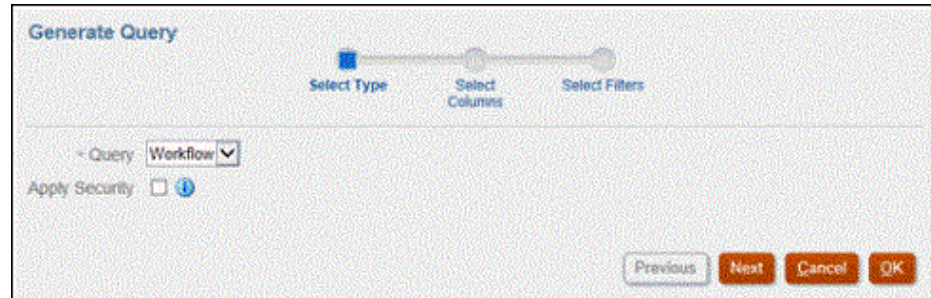 Generate Query
Select Type
Select
Columns
Select Filters
* Query Workflow
Apply Security
Previous Next Cancel OK